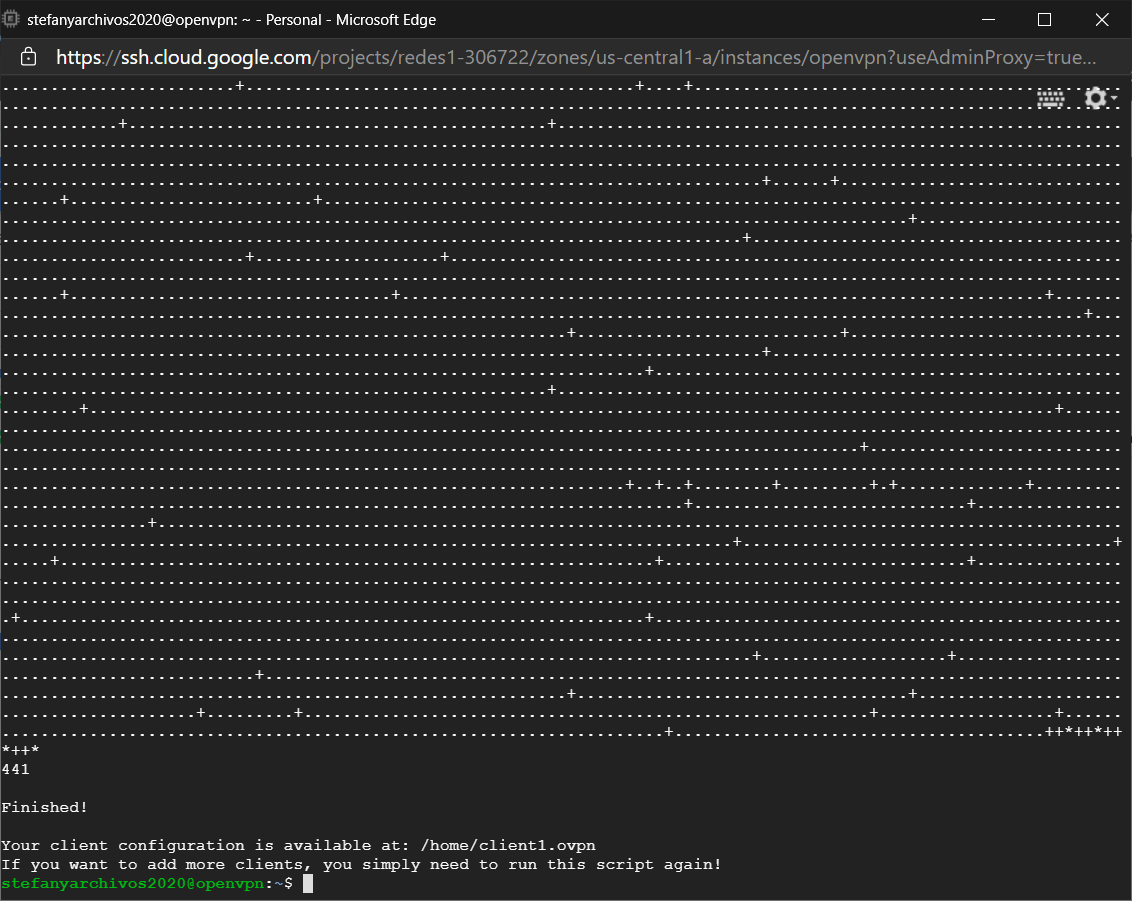 stefanyarchivos2020@openvpn: ~ - Personal - Microsoft Edge
https://ssh.cloud.google.com/projects/redes1-306722/zones/us-central1-a/instances/openvpn?useAdminProxy=true...
*++*
441
Finished!
Your client configuration is available at: /home/client1.ovpn
If you want to add more clients, you simply need to run this script again!
stefanyarchivos2020@openvpn:~$